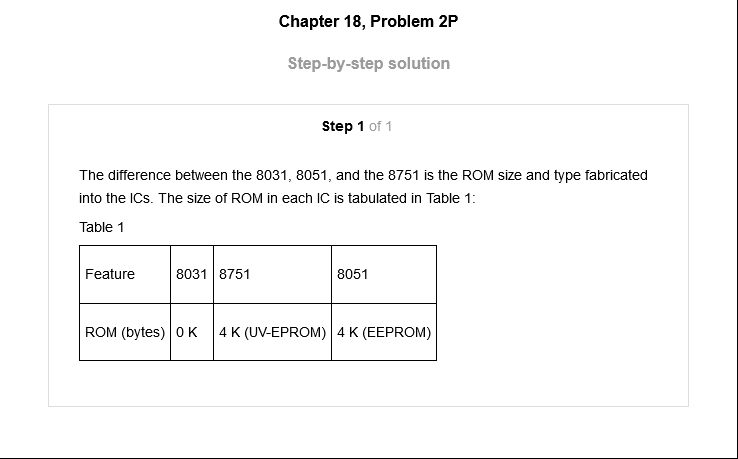 Chapter 18, Problem 2P
Step-by-step solution
Step 1 of 1
The difference between the 8031, 8051, and the 8751 is the ROM size and type fabricated
into the ICs. The size of ROM in each IC is tabulated in Table 1:
Table 1
Feature 8031 8751 8051
ROM (bytes) 0 K 4 K (UV-EPROM) 4 K (EEPROM)